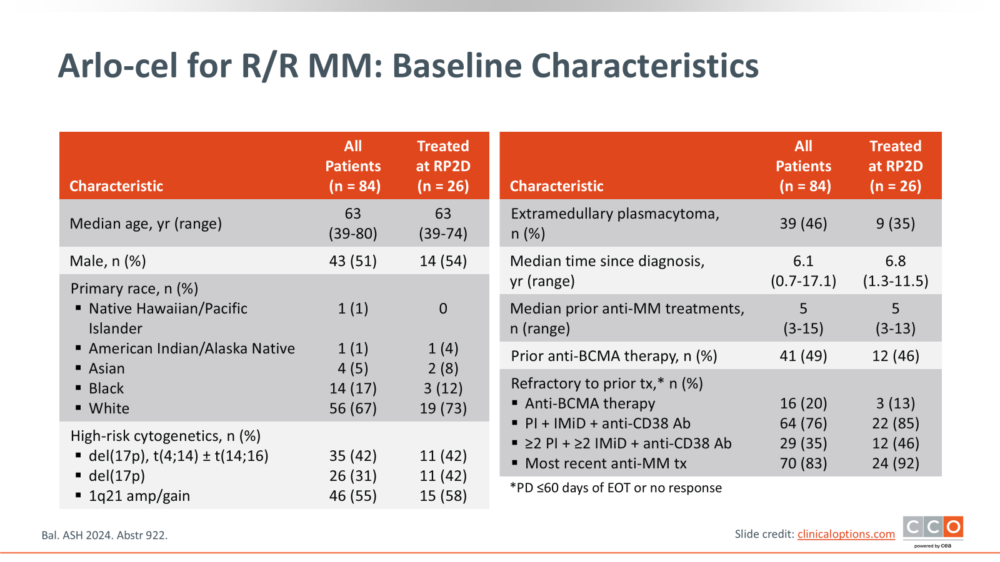 Arlo-cel for R/R MM: Baseline Characteristics
Characteristic All Patients (n = 84) Treated at RP2D (n = 26)
Median age, yr (range) 63 (39-80) 63 (39-74)
Male, n (%) 43 (51) 14 (54)
Primary race, n (%)
▪ Native Hawaiian/Pacific Islander 1 (1) 0
▪ American Indian/Alaska Native 1 (1) 1 (4)
▪ Asian 4 (5) 2 (8)
▪ Black 14 (17) 3 (12)
▪ White 56 (67) 19 (73)
High-risk cytogenetics, n (%)
▪ del(17p), t(4;14) ± t(14;16) 35 (42) 11 (42)
▪ del(17p) 26 (31) 11 (42)
▪ 1q21 amp/gain 46 (55) 15 (58)
Characteristic All Patients (n = 84) Treated at RP2D (n = 26)
Extramedullary plasmacytoma, n (%) 39 (46) 9 (35)
Median time since diagnosis, yr (range) 6.1 (0.7-17.1) 6.8 (1.3-11.5)
Median prior anti-MM treatments, n (range) 5 (3-15) 5 (3-13)
Prior anti-BCMA therapy, n (%) 41 (49) 12 (46)
Refractory to prior tx,* n (%)
▪ Anti-BCMA therapy 16 (20) 3 (13)
▪ PI + IMiD + anti-CD38 Ab 64 (76) 22 (85)
▪ ≥2 PI + ≥2 IMiD + anti-CD38 Ab 29 (35) 12 (46)
▪ Most recent anti-MM tx 70 (83) 24 (92)
*PD ≤60 days of EOT or no response
Bal. ASH 2024. Abstr 922.
Slide credit: clinicaloptions.com
CCO
powered by cea